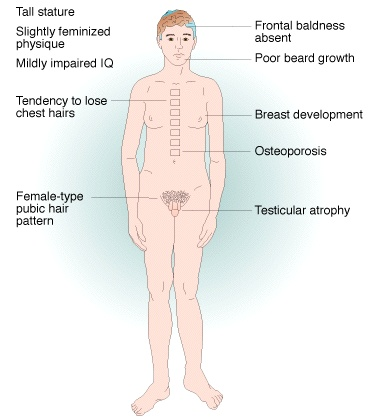 Tall stature
Slightly feminized
physique
Mildly impaired IQ
Tendency to lose
chest hairs
Female-type
pubic hair
pattern
Frontal baldness
absent
Poor beard growth
Breast development
Osteoporosis
Testicular atrophy